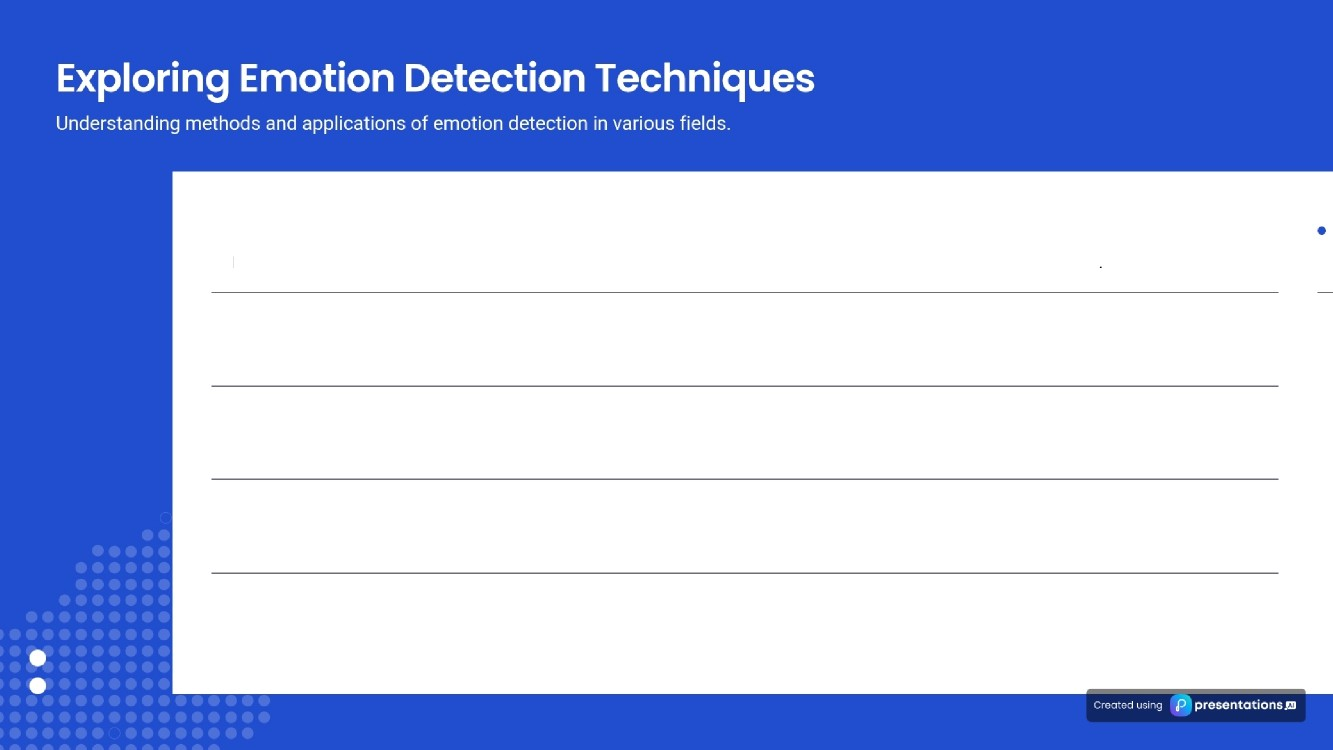 Exploring Emotion Detection Techniques
Understanding methods and applications of emotion detection in various fields.
Created using presentations.AI